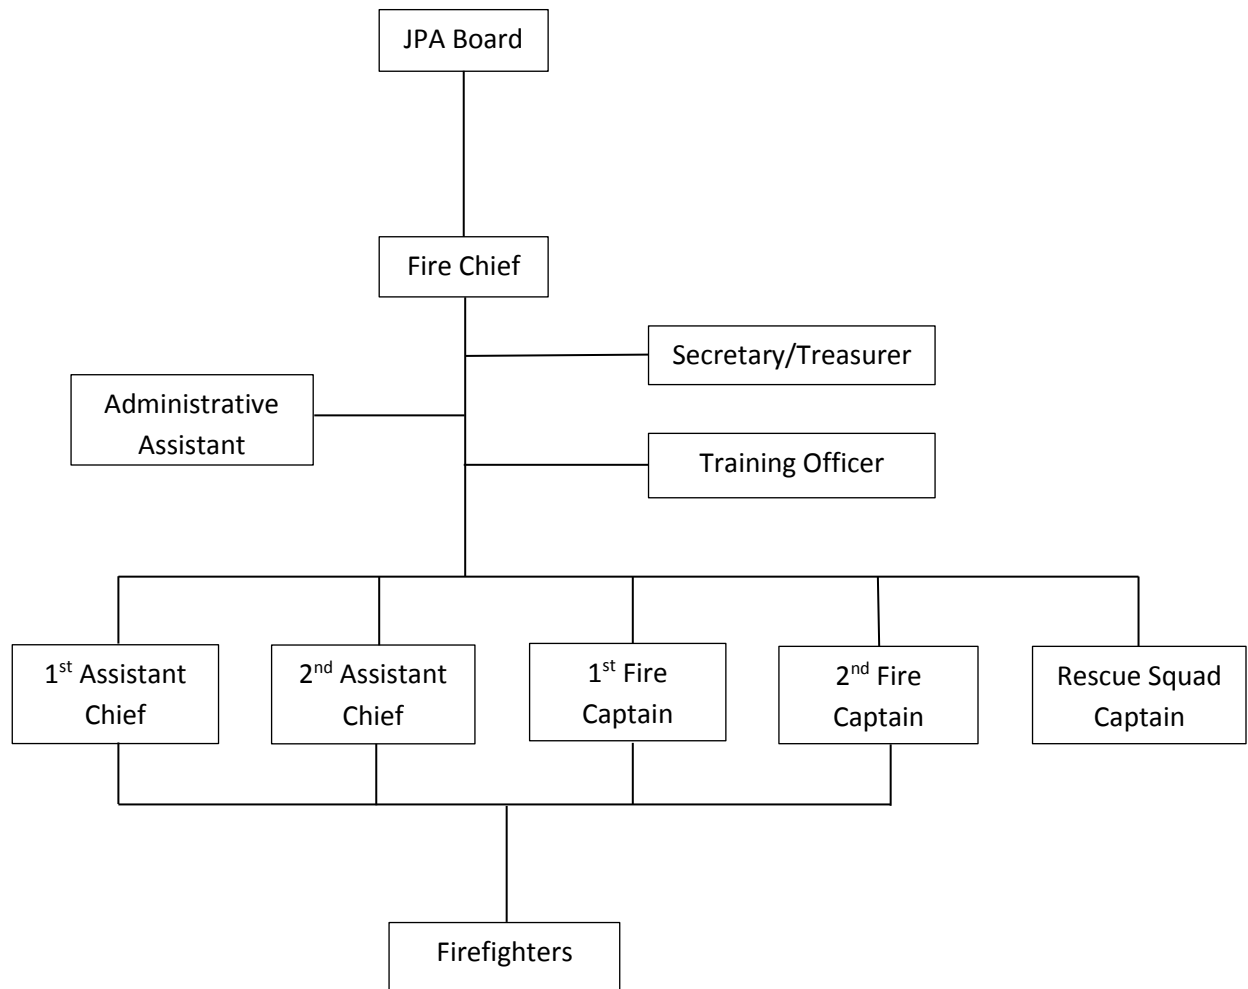 JPA Board
Fire Chief
Secretary/Treasurer
Administrative
Assistant
Training Officer
1st Assistant
Chief
2nd Assistant
Chief
1st Fire
Captain
2nd Fire
Captain
Rescue Squad
Captain
Firefighters